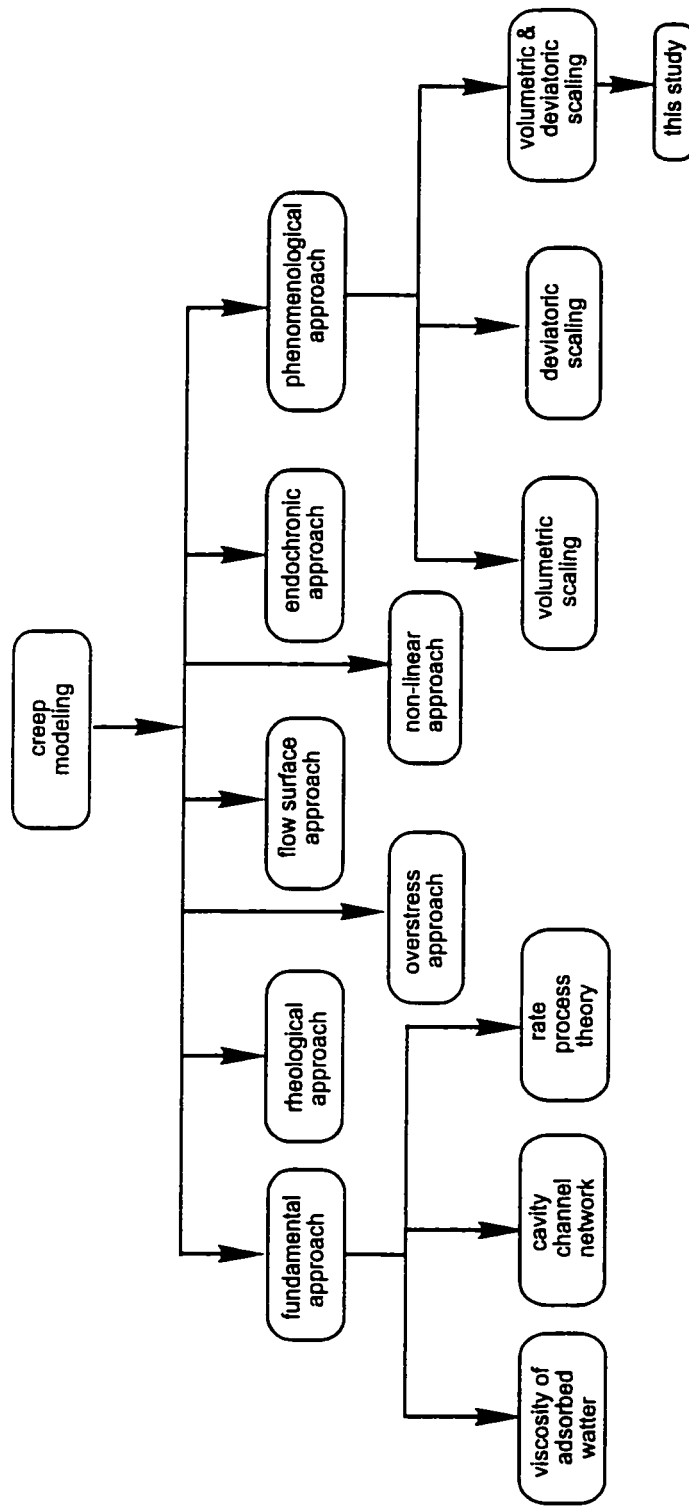 creep
modeling
fundamental
approach
rheological
approach
overstress
approach
flow surface
approach
non-linear
approach
endochronic
approach
phenomenological
approach
viscosity of
adsorbed
watter
cavity
channel
network
rate
process
theory
volumetric
scaling
deviatoric
scaling
volumetric &
deviatoric
scaling
this study